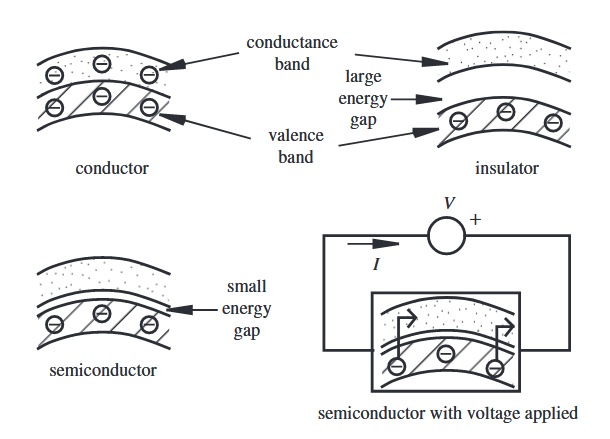 conductance
band
large
energy
gap
valence
band
conductor
insulator
V
+
I
small
energy
gap
semiconductor
semiconductor with voltage applied